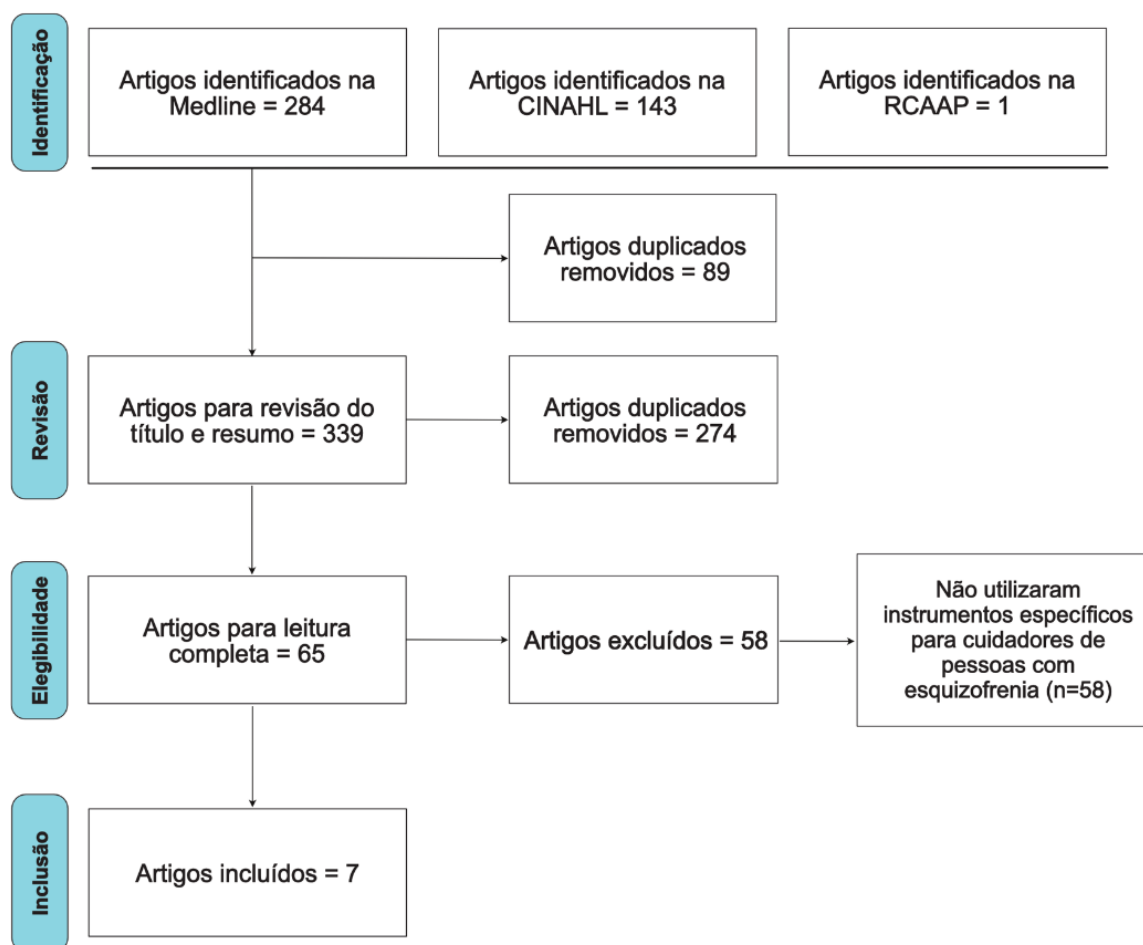 Identificação
Artigos identificados na
Medline = 284
Artigos identificados na
CINAHL = 143
Artigos identificados na
RCAAP = 1
Artigos duplicados
removidos = 89
Revisão
Artigos para revisão do
título e resumo = 339
Artigos duplicados
removidos = 274
Elegibilidade
Artigos para leitura
completa = 65
Artigos excluídos = 58
Não utilizaram
instrumentos específicos
para cuidadores de
pessoas com
esquizofrenia (n=58)
Inclusão
Artigos incluídos = 7